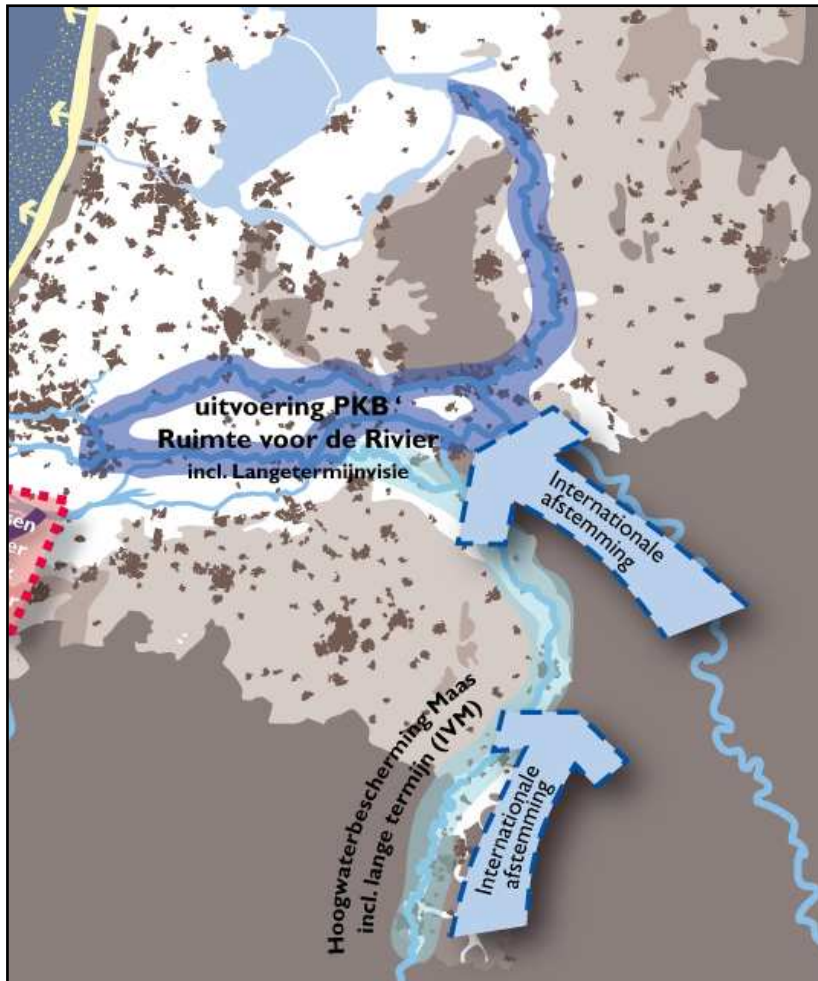 uitvoering PKB ‘
Ruimte voor de Rivier
incl. Langetermijnvisie
Internationale
afstemming
Hoogwaterbescherming Maas
incl. lange termijn (IVM)
Internationale
afstemming